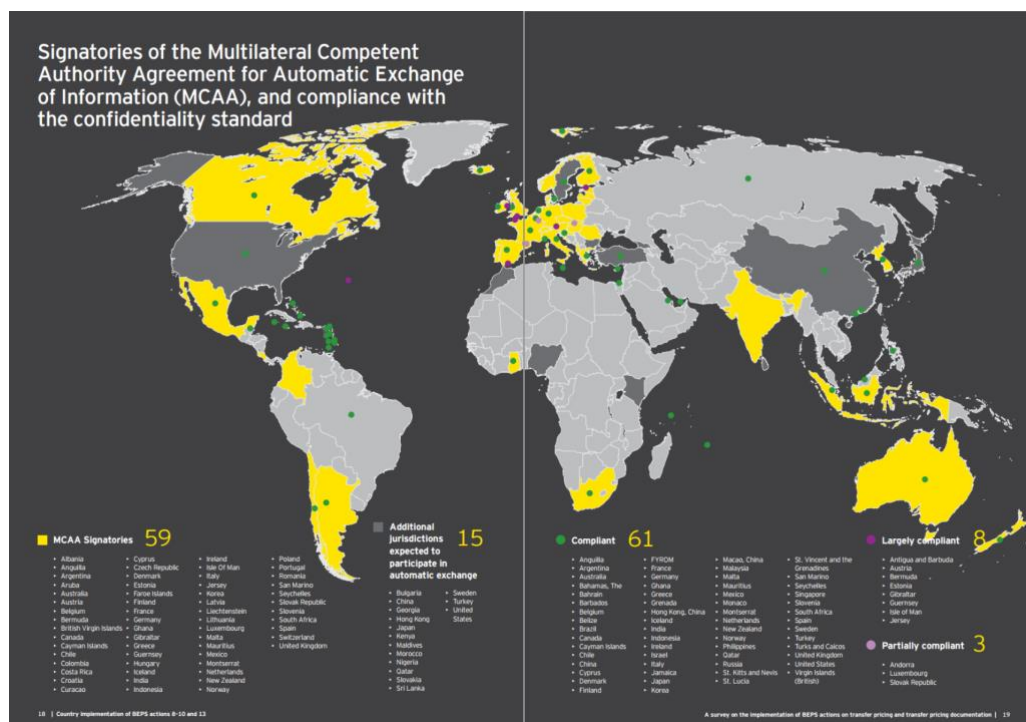 Signatories of the Multilateral Competent
Authority Agreement for Automatic Exchange
of Information (MCAA), and compliance with
the confidentiality standard
MCAA Signatories 59
Albania
Anguilla
Argentina
Aruba
Australia
Austria
Belgium
Bermuda
British Virgin Islands
Canada
Cayman Islands
Chile
Colombia
Costa Rica
Croatia
Curacao
Cyprus
Czech Republic
Denmark
Estonia
Faroe Islands
Finland
France
Germany
Ghana
Gibraltar
Greece
Guernsey
Hungary
Iceland
India
Indonesia
Ireland
Isle Of Man
Italy
Jersey
Korea
Latvia
Liechtenstein
Lithuania
Luxembourg
Malta
Mauritius
Mexico
Montserrat
Netherlands
New Zealand
Norway
Poland
Portugal
Romania
San Marino
Seychelles
Slovak Republic
Slovenia
South Africa
Spain
Switzerland
United Kingdom
Additional
jurisdictions
expected to
participate in
automatic exchange
15
Bulgaria
China
Georgia
Hong Kong
Japan
Kenya
Maldives
Morocco
Nigeria
Qatar
Slovakia
Sri Lanka
Sweden
Turkey
United
States
Compliant 61
Anguilla
Argentina
Australia
Bahamas, The
Bahrain
Barbados
Belgium
Belize
Brazil
Canada
Cayman Islands
Chile
China
Cyprus
Denmark
Finland
FYROM
France
Germany
Ghana
Greece
Grenada
Hong Kong, China
Iceland
India
Indonesia
Ireland
Israel
Italy
Jamaica
Japan
Korea
Macao, China
Malaysia
Malta
Mauritius
Mexico
Monaco
Montserrat
Netherlands
New Zealand
Norway
Philippines
Qatar
Russia
St. Kitts and Nevis
St. Lucia
St. Vincent and the
Grenadines
San Marino
Seychelles
Singapore
Slovenia
South Africa
Spain
Sweden
Turkey
Turks and Calcos
United Kingdom
United States
Virgin Islands
(British)
Largely compliant 8
Antigua and Barbuda
Austria
Bermuda
Estonia
Gibraltar
Guernsey
Isle of Man
Jersey
Partially compliant 3
Andorra
Luxembourg
Slovak Republic
18 | Country implementation of BEPS actions 8-10 and 13
A survey on the implementation of BEPS actions on transfer pricing and transfer pricing documentation | 19